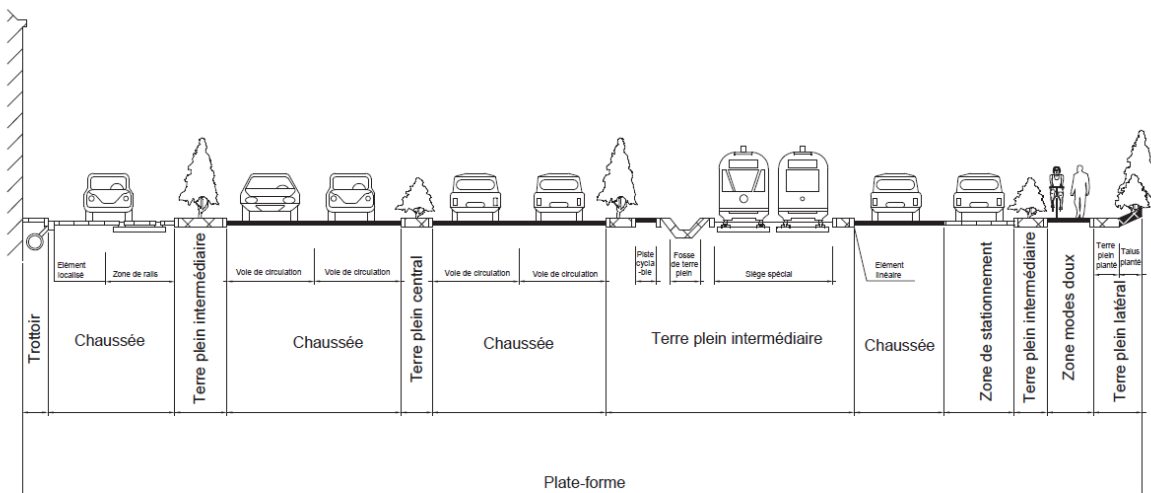 Elément
localisé
Zone de rails
Voie de circulation
Voie de circulation
Voie de circulation
Voie de circulation
Piste
cycla
-ble
Fosse
de terre
plein
Siège spécial
Elément
linéaire
Terre
plein
planté
Talus
planté
Trottoir
Chaussée
Terre plein intermédiaire
Chaussée
Terre plein central
Chaussée
Terre plein intermédiaire
Chaussée
Zone de stationnement
Terre plein intermédiaire
Zone modes doux
Terre plein latéral
Plate-forme